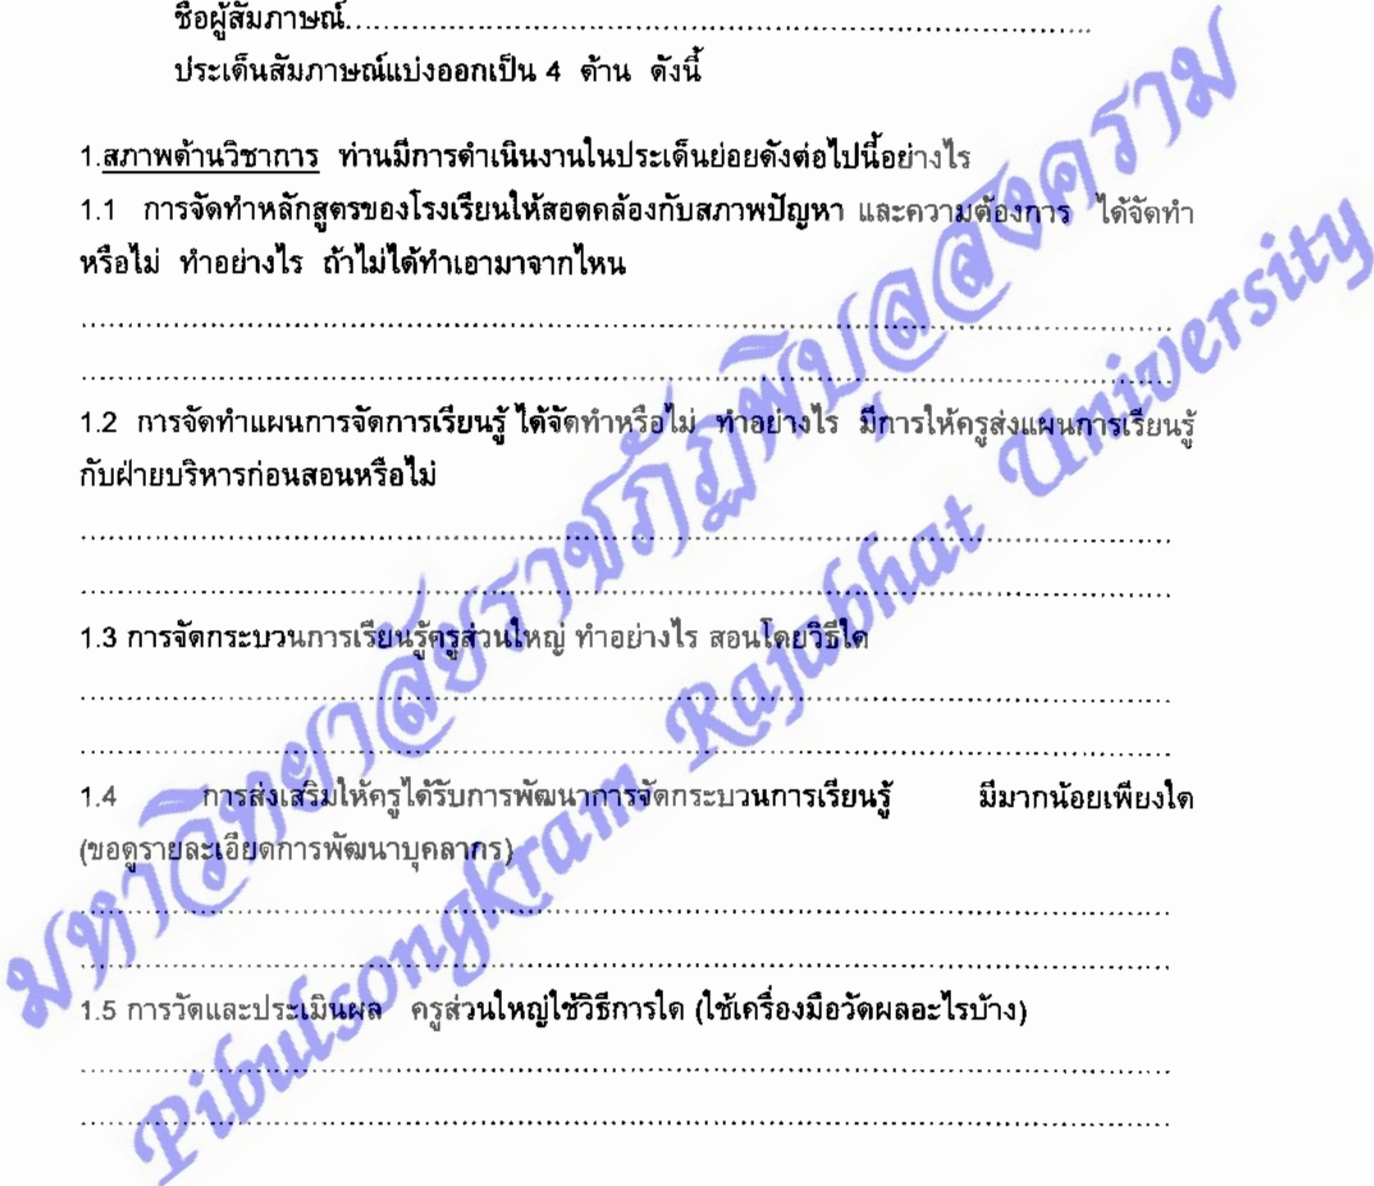 ชื่อผู้สัมภาษณ์................................................................................
ประเด็นสัมภาษณ์แบ่งออกเป็น 4 ด้าน ดังนี้
1.สภาพด้านวิชาการ ท่านมีการดำเนินงานในประเด็นย่อยดังต่อไปนี้อย่างไร
1.1 การจัดทำหลักสูตรของโรงเรียนให้สอดคล้องกับสภาพปัญหา และความต้องการ ได้จัดทำ
หรือไม่ ทำอย่างไร ถ้าไม่ได้ทำเอามาจากไหน
................................................................................
................................................................................
1.2 การจัดทำแผนการจัดการเรียนรู้ ได้จัดทำหรือไม่ ทำอย่างไร มีการให้ครูส่งแผนการเรียนรู้
กับฝ่ายบริหารก่อนสอนหรือไม่
................................................................................
................................................................................
1.3 การจัดกระบวนการเรียนรู้ครูส่วนใหญ่ ทำอย่างไร สอนโดยวิธีใด
................................................................................
................................................................................
1.4 การส่งเสริมให้ครูได้รับการพัฒนาการจัดกระบวนการเรียนรู้ มีมากน้อยเพียงใด
(ขอดูรายละเอียดการพัฒนาบุคลากร)
................................................................................
................................................................................
1.5 การวัดและประเมินผล ครูส่วนใหญ่ใช้วิธีการใด (ใช้เครื่องมือวัดผลอะไรบ้าง)
................................................................................
................................................................................
มหาวิทยาลัยราชภัฏพิบูลสงคราม
Pibulsongkram Rajabhat University